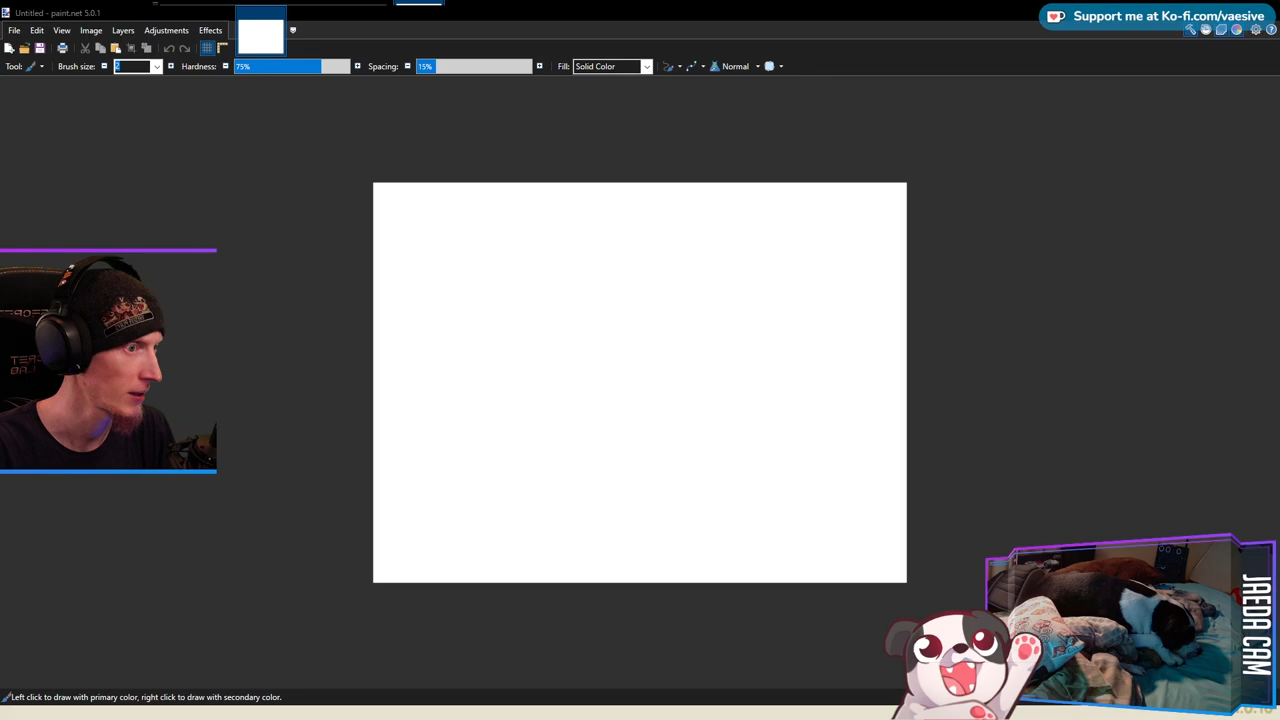 Untitled - paint.net 5.0.1
Support me at Ko-fi.com/vaesive
File Edit View Image Layers Adjustments Effects
Tool: Brush size: 2 Hardness: 75% Spacing: 15% Fill: Solid Color Normal
JAEDA CAM
Left click to draw with primary color, right click to draw with secondary color.